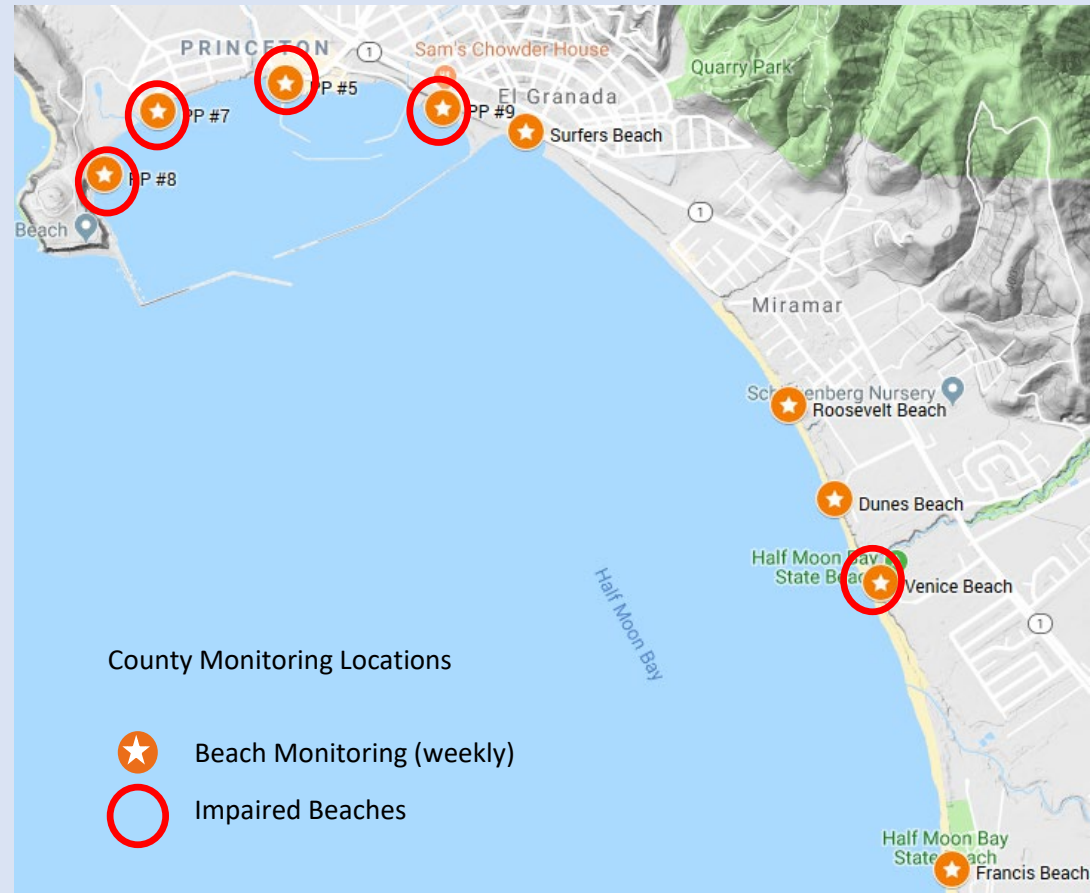 PRINCETON
1
Sam's Chowder House
Quarry Park
PP #5
El Granada
PP #7
PP #9
Surfers Beach
PP #8
1
Beach
Miramar
Nursery
Roosevelt Beach
Dunes Beach
Half Moon Bay
State Beach
Venice Beach
Half Moon Bay
1
County Monitoring Locations
Beach Monitoring (weekly)
Impaired Beaches
Half Moon Bay
State Beach
Francis Beach